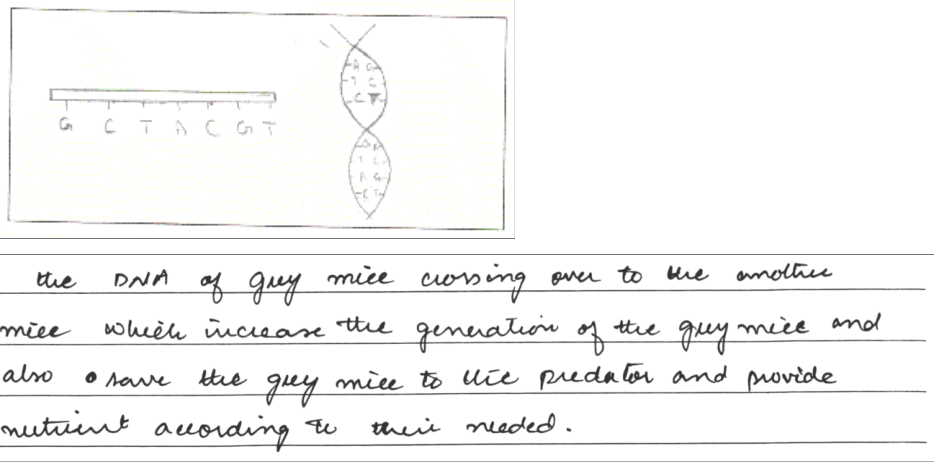 G C T A C G T
A G
T C
C T
T C
A G
C T
the DNA of grey mice crossing over to the another
mice which increase the generation of the grey mice and
also save the grey mice to the predator and provide
nutrient according to their needed.